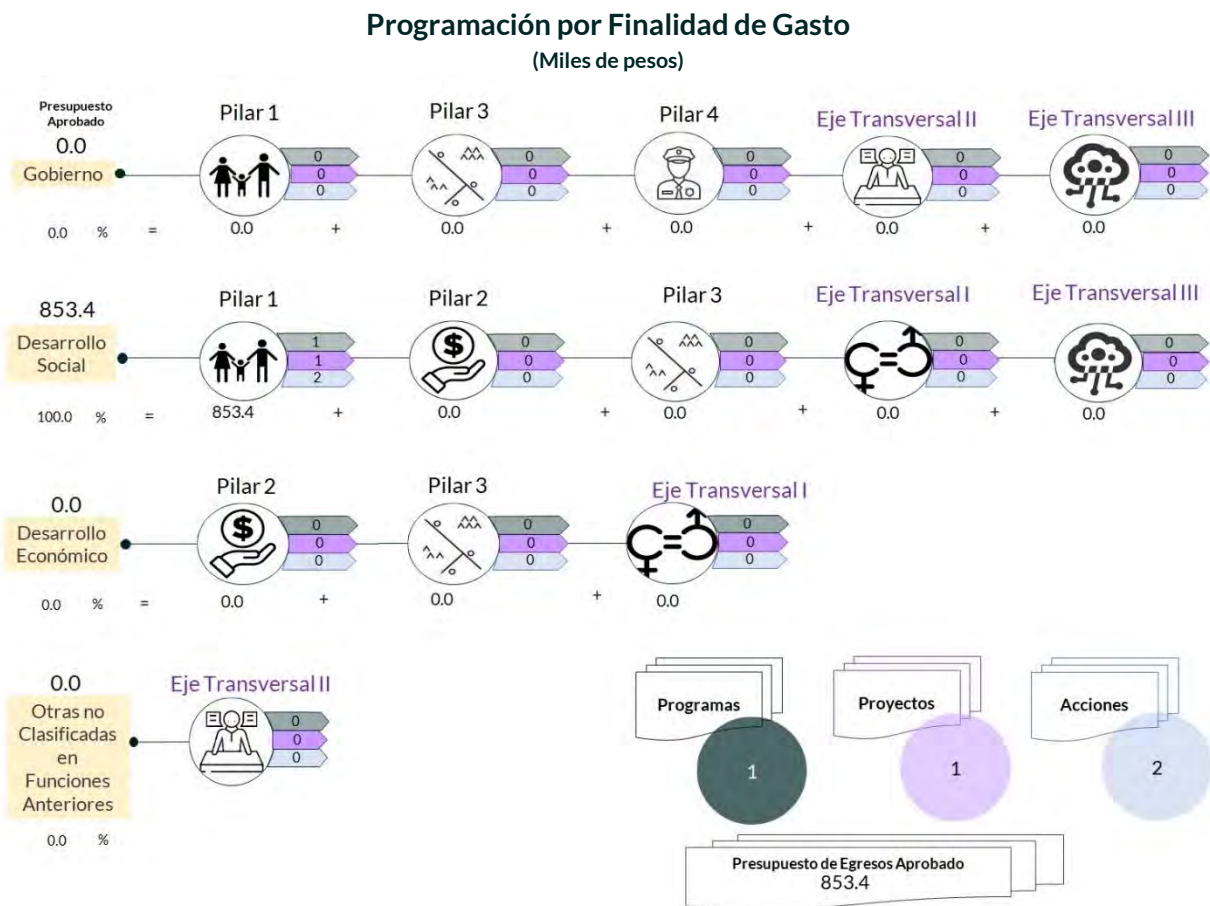 Programación por Finalidad de Gasto
(Miles de pesos)
Presupuesto
Aprobado
0.0
Gobierno
Pilar 1
0
0
0
Pilar 3
0
0
0
Pilar 4
0
0
0
Eje Transversal II
0
0
0
Eje Transversal III
0
0
0
0.0 % = 0.0 + 0.0 + 0.0 + 0.0 + 0.0
853.4
Desarrollo
Social
Pilar 1
1
1
2
Pilar 2
0
0
0
Pilar 3
0
0
0
Eje Transversal I
0
0
0
Eje Transversal III
0
0
0
100.0 % = 853.4 + 0.0 + 0.0 + 0.0 + 0.0
0.0
Desarrollo
Económico
Pilar 2
$
0
0
0
Pilar 3
0
0
0
Eje Transversal I
0
0
0
0.0 % = 0.0 + 0.0 + 0.0
0.0
Otras no
Clasificadas
en
Funciones
Anteriores
0.0 %
Eje Transversal II
0
0
0
Programas
1
Proyectos
1
Acciones
2
Presupuesto de Egresos Aprobado
853.4